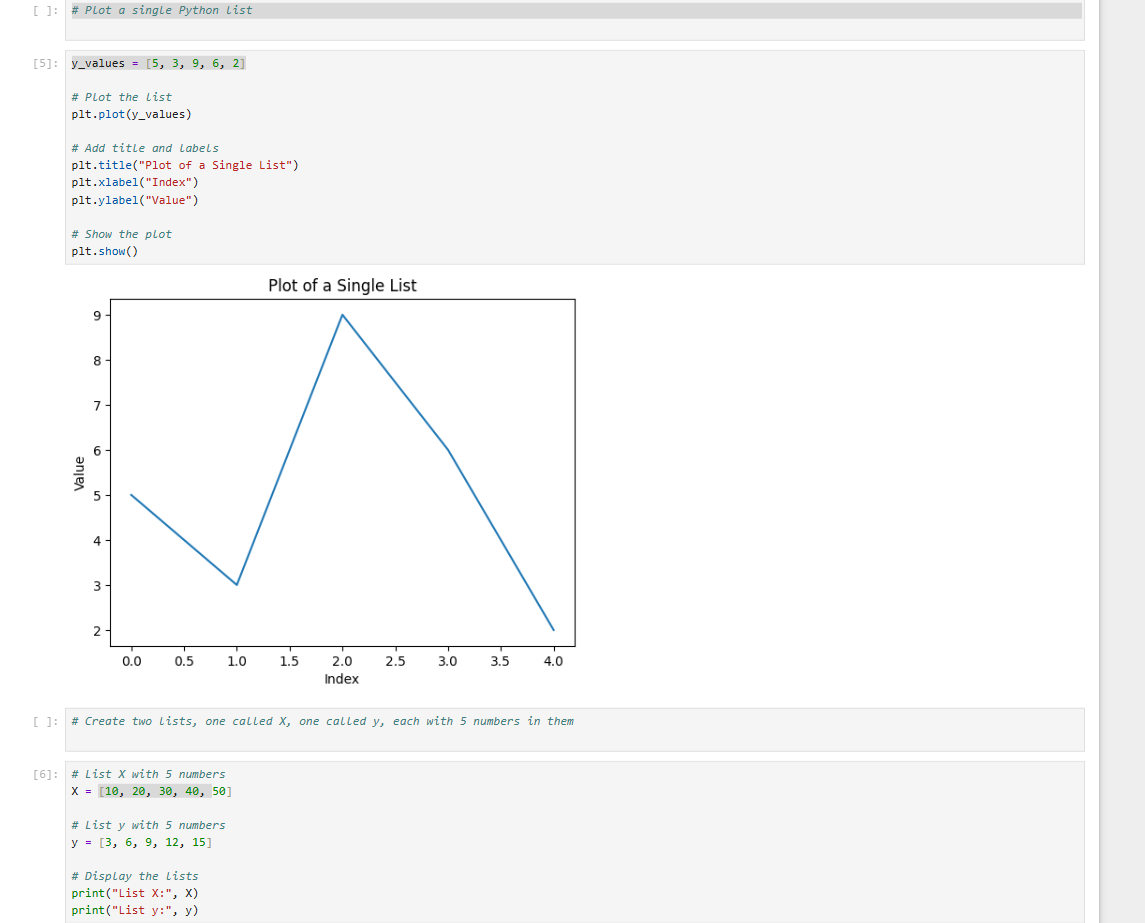 [ ]: # Plot a single Python list
[5]: y_values = [5, 3, 9, 6, 2]
# Plot the list
plt.plot(y_values)
# Add title and labels
plt.title("Plot of a Single List")
plt.xlabel("Index")
plt.ylabel("Value")
# Show the plot
plt.show()
Plot of a Single List
9
8
7
6
5
4
3
2
Value
0.0 0.5 1.0 1.5 2.0 2.5 3.0 3.5 4.0
Index
[ ]: # Create two lists, one called X, one called y, each with 5 numbers in them
[6]: # List X with 5 numbers
X = [10, 20, 30, 40, 50]
# List y with 5 numbers
y = [3, 6, 9, 12, 15]
# Display the lists
print("List X:", X)
print("List y:", y)